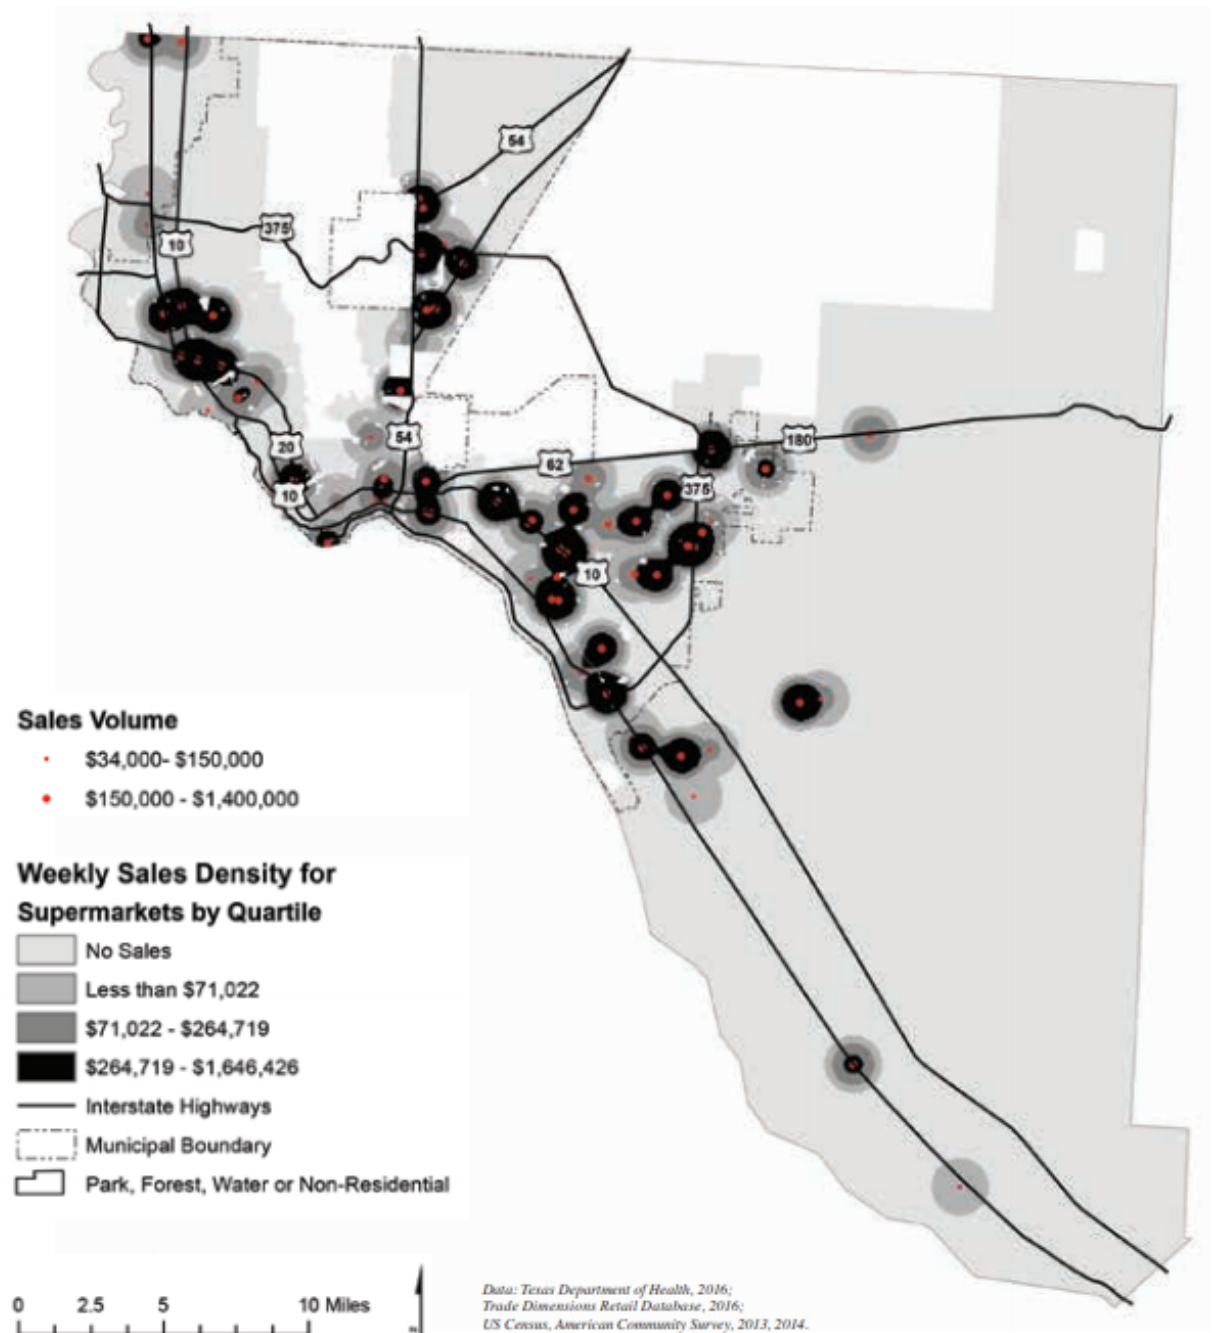 54
375
10
54
20
10
62
180
375
10
Sales Volume
$34,000- $150,000
$150,000 - $1,400,000
Weekly Sales Density for
Supermarkets by Quartile
No Sales
Less than $71,022
$71,022 - $264,719
$264,719 - $1,646,426
Interstate Highways
Municipal Boundary
Park, Forest, Water or Non-Residential
0 2.5 5 10 Miles
Data: Texas Department of Health, 2016;
Trade Dimensions Retail Database, 2016;
US Census, American Community Survey, 2013, 2014.